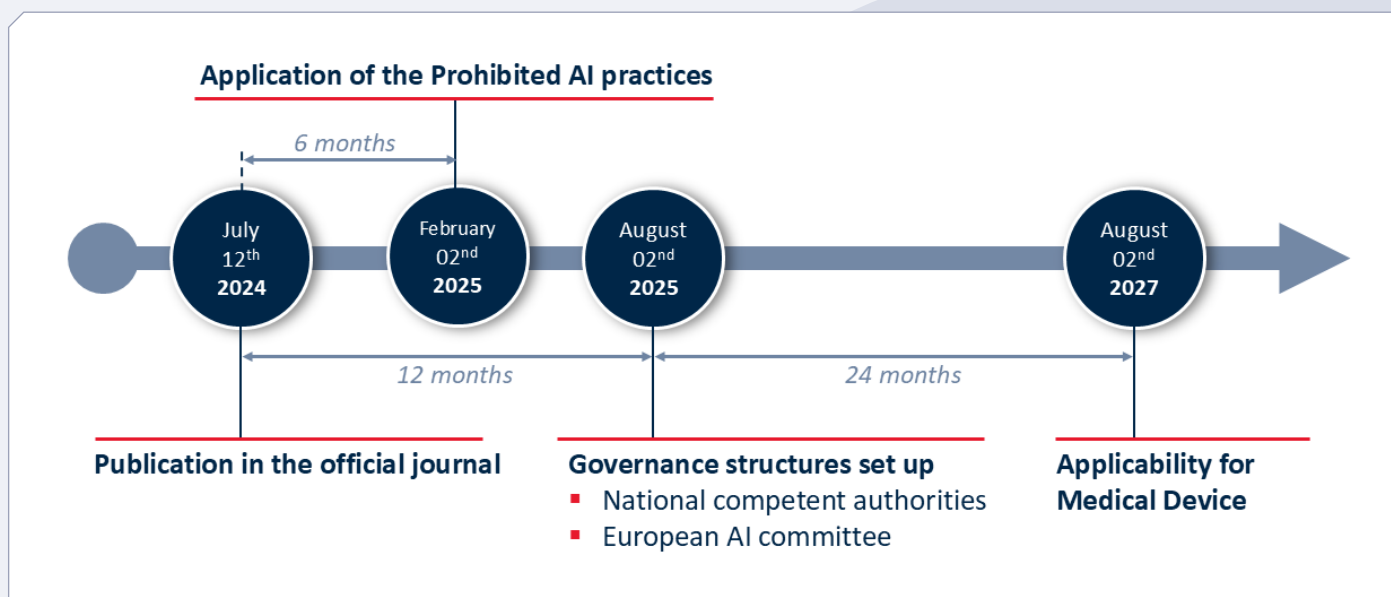 Application of the Prohibited AI practices
6 months
July
12th
2024
February
02nd
2025
August
02nd
2025
August
02nd
2027
12 months
24 months
Publication in the official journal
Governance structures set up
▪ National competent authorities
▪ European AI committee
Applicability for
Medical Device